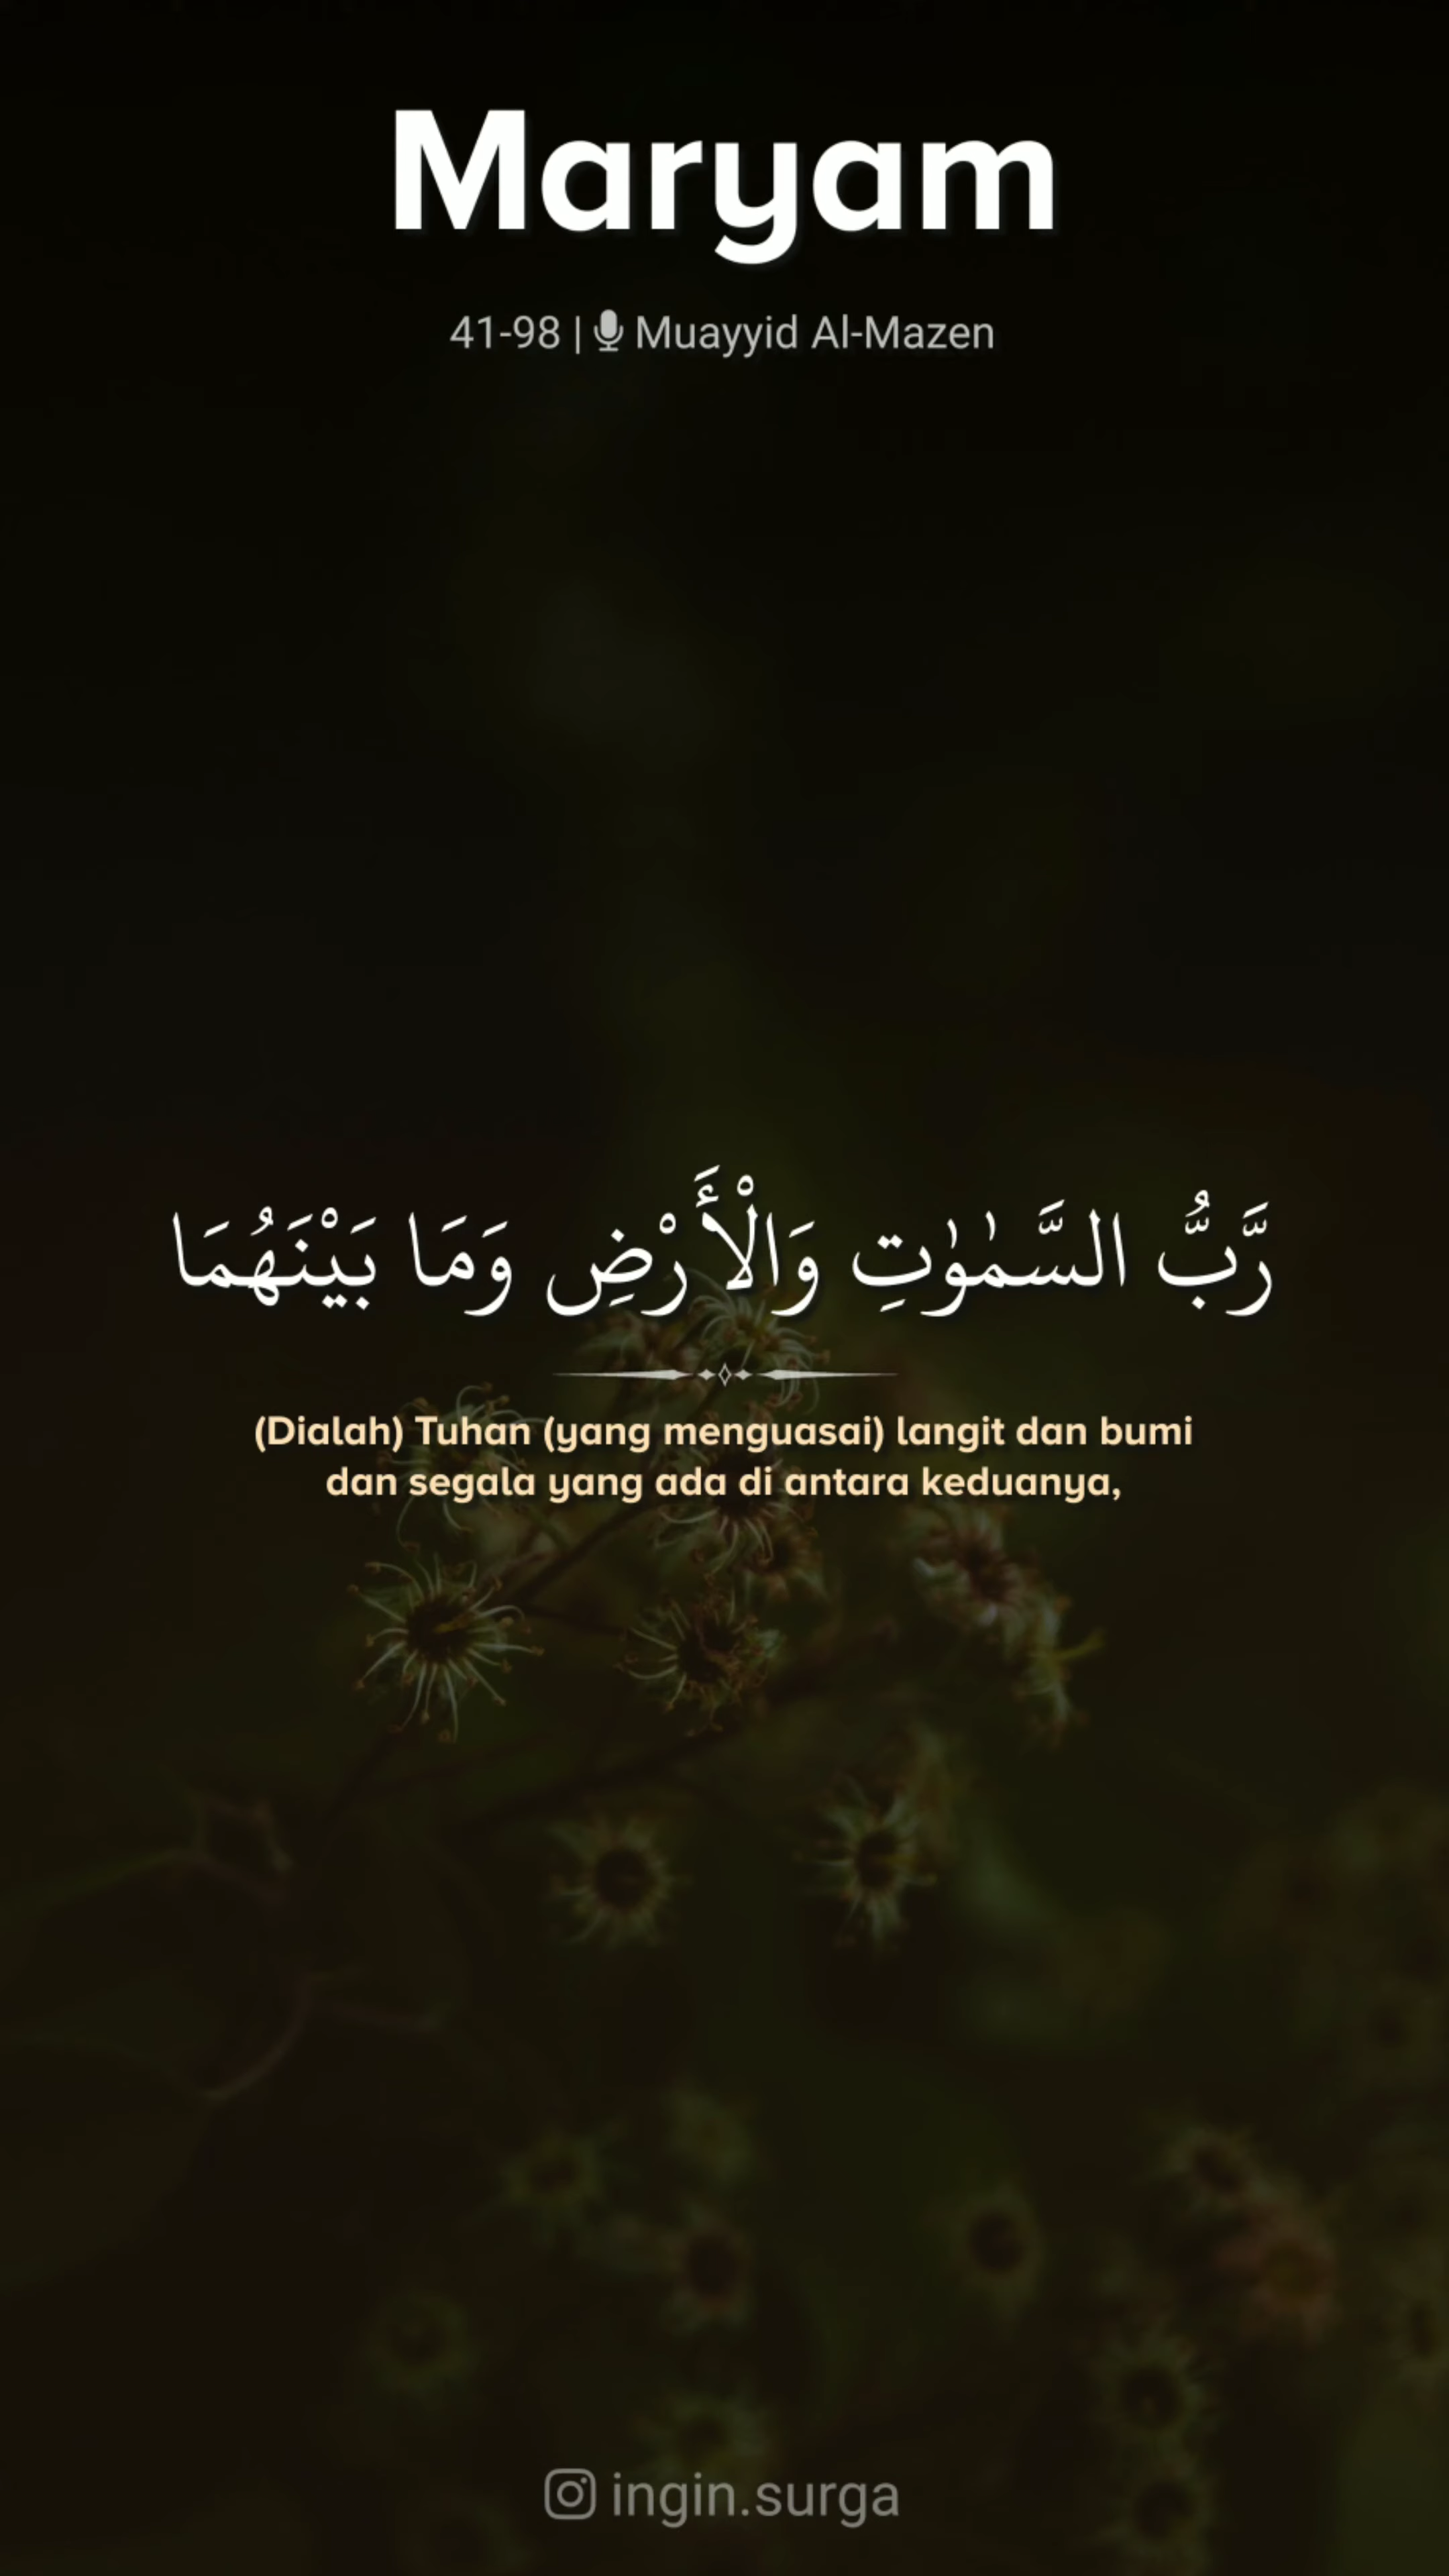 Maryam
41-98 | Muayyid Al-Mazen
رَّبُّ السَّمٰوٰتِ وَالْأَرْضِ وَمَا بَيْنَهُمَا
(Dialah) Tuhan (yang menguasai) langit dan bumi
dan segala yang ada di antara keduanya,
ingin.surga